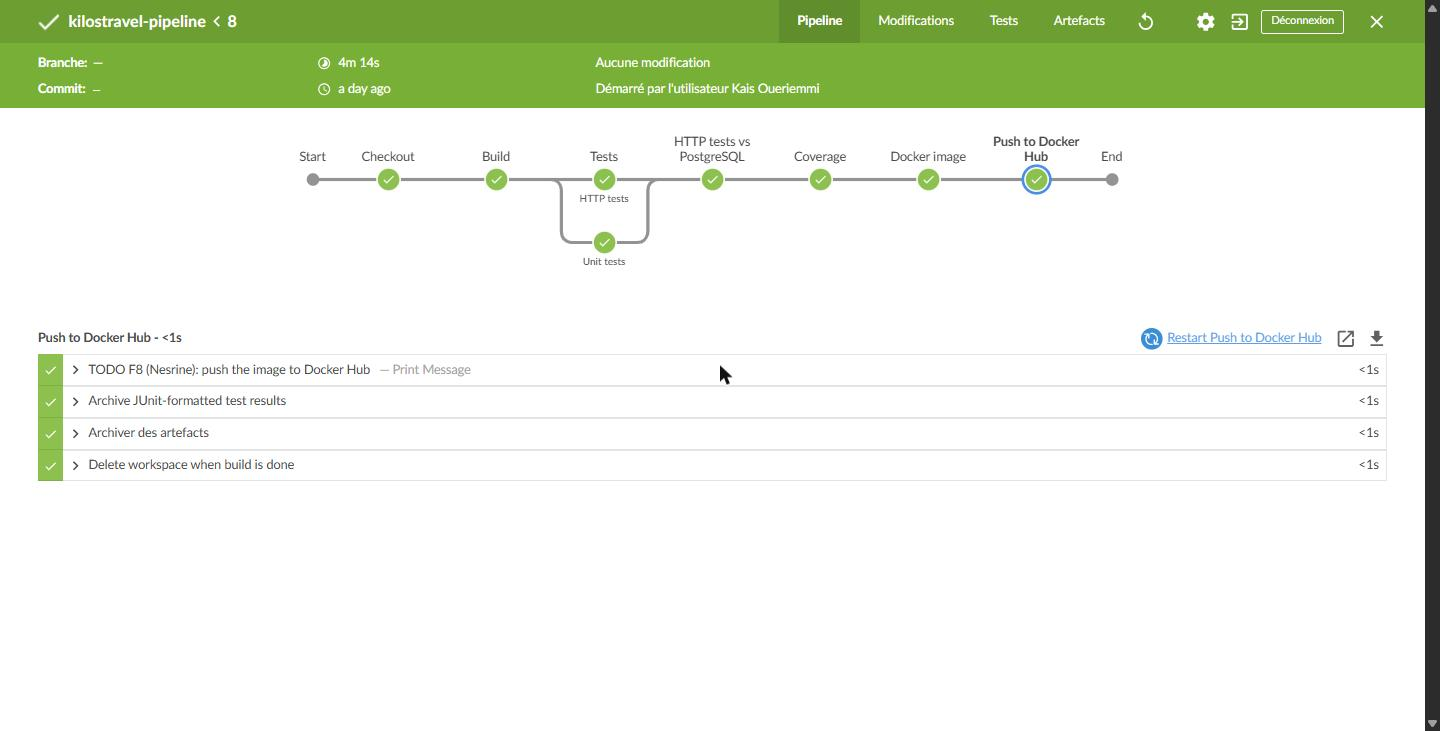 kilostravel-pipeline < 8
Pipeline Modifications Tests Artefacts Déconnexion
Branche: — 4m 14s Aucune modification
Commit: — a day ago Démarré par l'utilisateur Kais Oueriemmi
HTTP tests vs Push to Docker
Start Checkout Build Tests PostgreSQL Coverage Docker image Hub End
HTTP tests
Unit tests
Push to Docker Hub - <1s Restart Push to Docker Hub
TODO F8 (Nesrine): push the image to Docker Hub — Print Message <1s
Archive JUnit-formatted test results <1s
Archiver des artefacts <1s
Delete workspace when build is done <1s